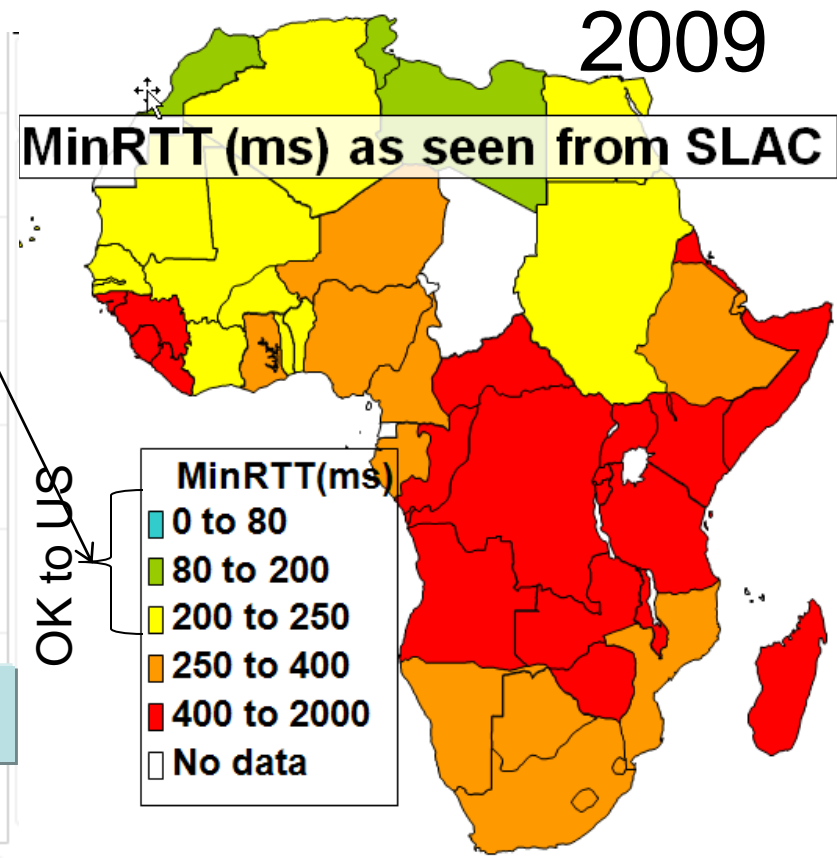 2009
MinRTT (ms) as seen from SLAC
OK to US
MinRTT(ms)
0 to 80
80 to 200
200 to 250
250 to 400
400 to 2000
No data